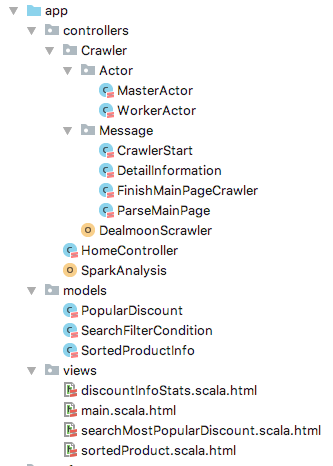 app
controllers
Crawler
Actor
MasterActor
WorkerActor
Message
CrawlerStart
DetailInformation
FinishMainPageCrawler
ParseMainPage
DealmoonScrawler
HomeController
SparkAnalysis
models
PopularDiscount
SearchFilterCondition
SortedProductInfo
views
discountInfoStats.scala.html
main.scala.html
searchMostPopularDiscount.scala.html
sortedProduct.scala.html